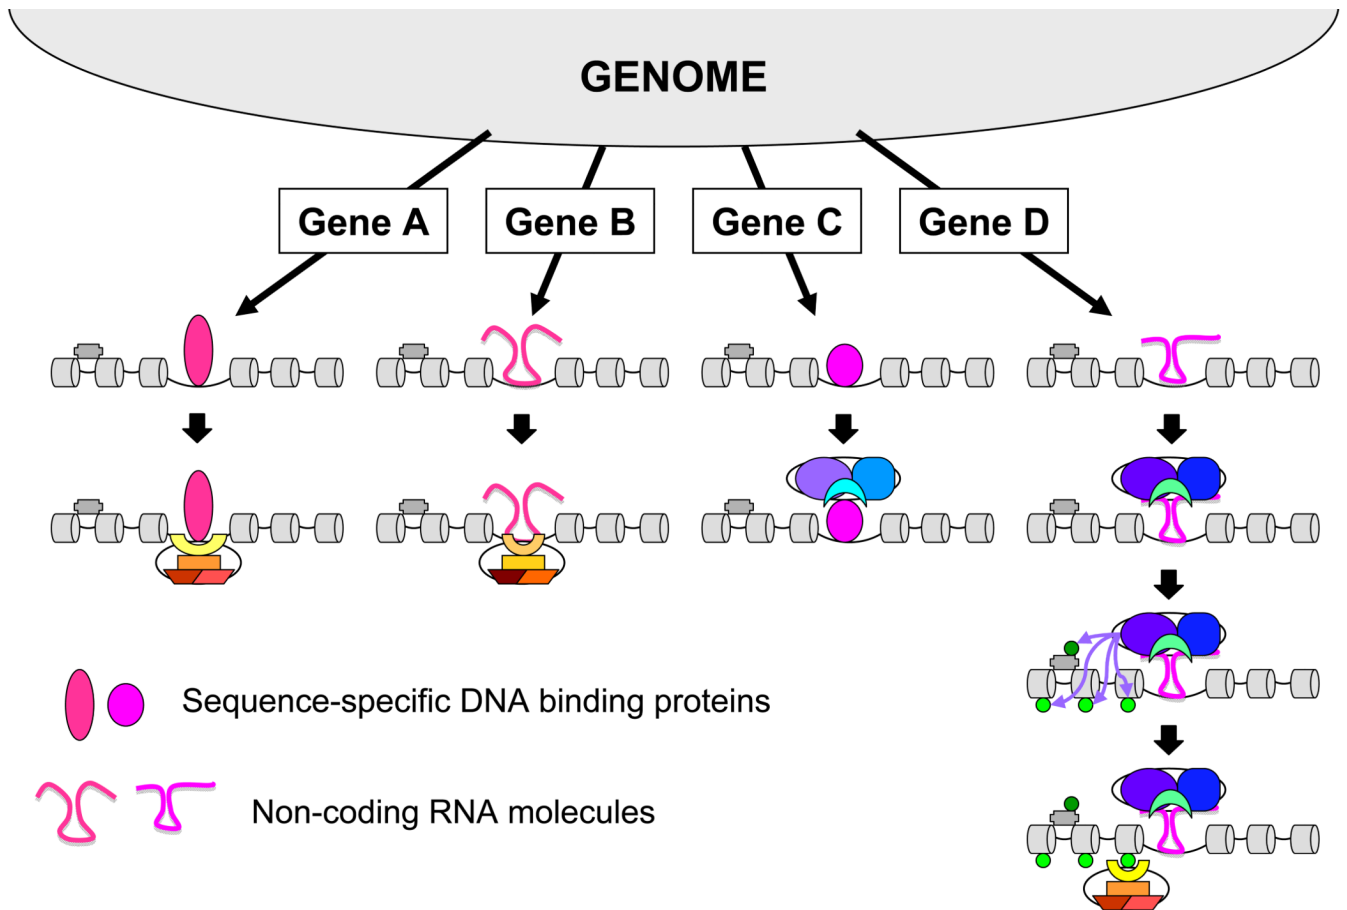 GENOME
Gene A
Gene B
Gene C
Gene D
Sequence-specific DNA binding proteins
Non-coding RNA molecules